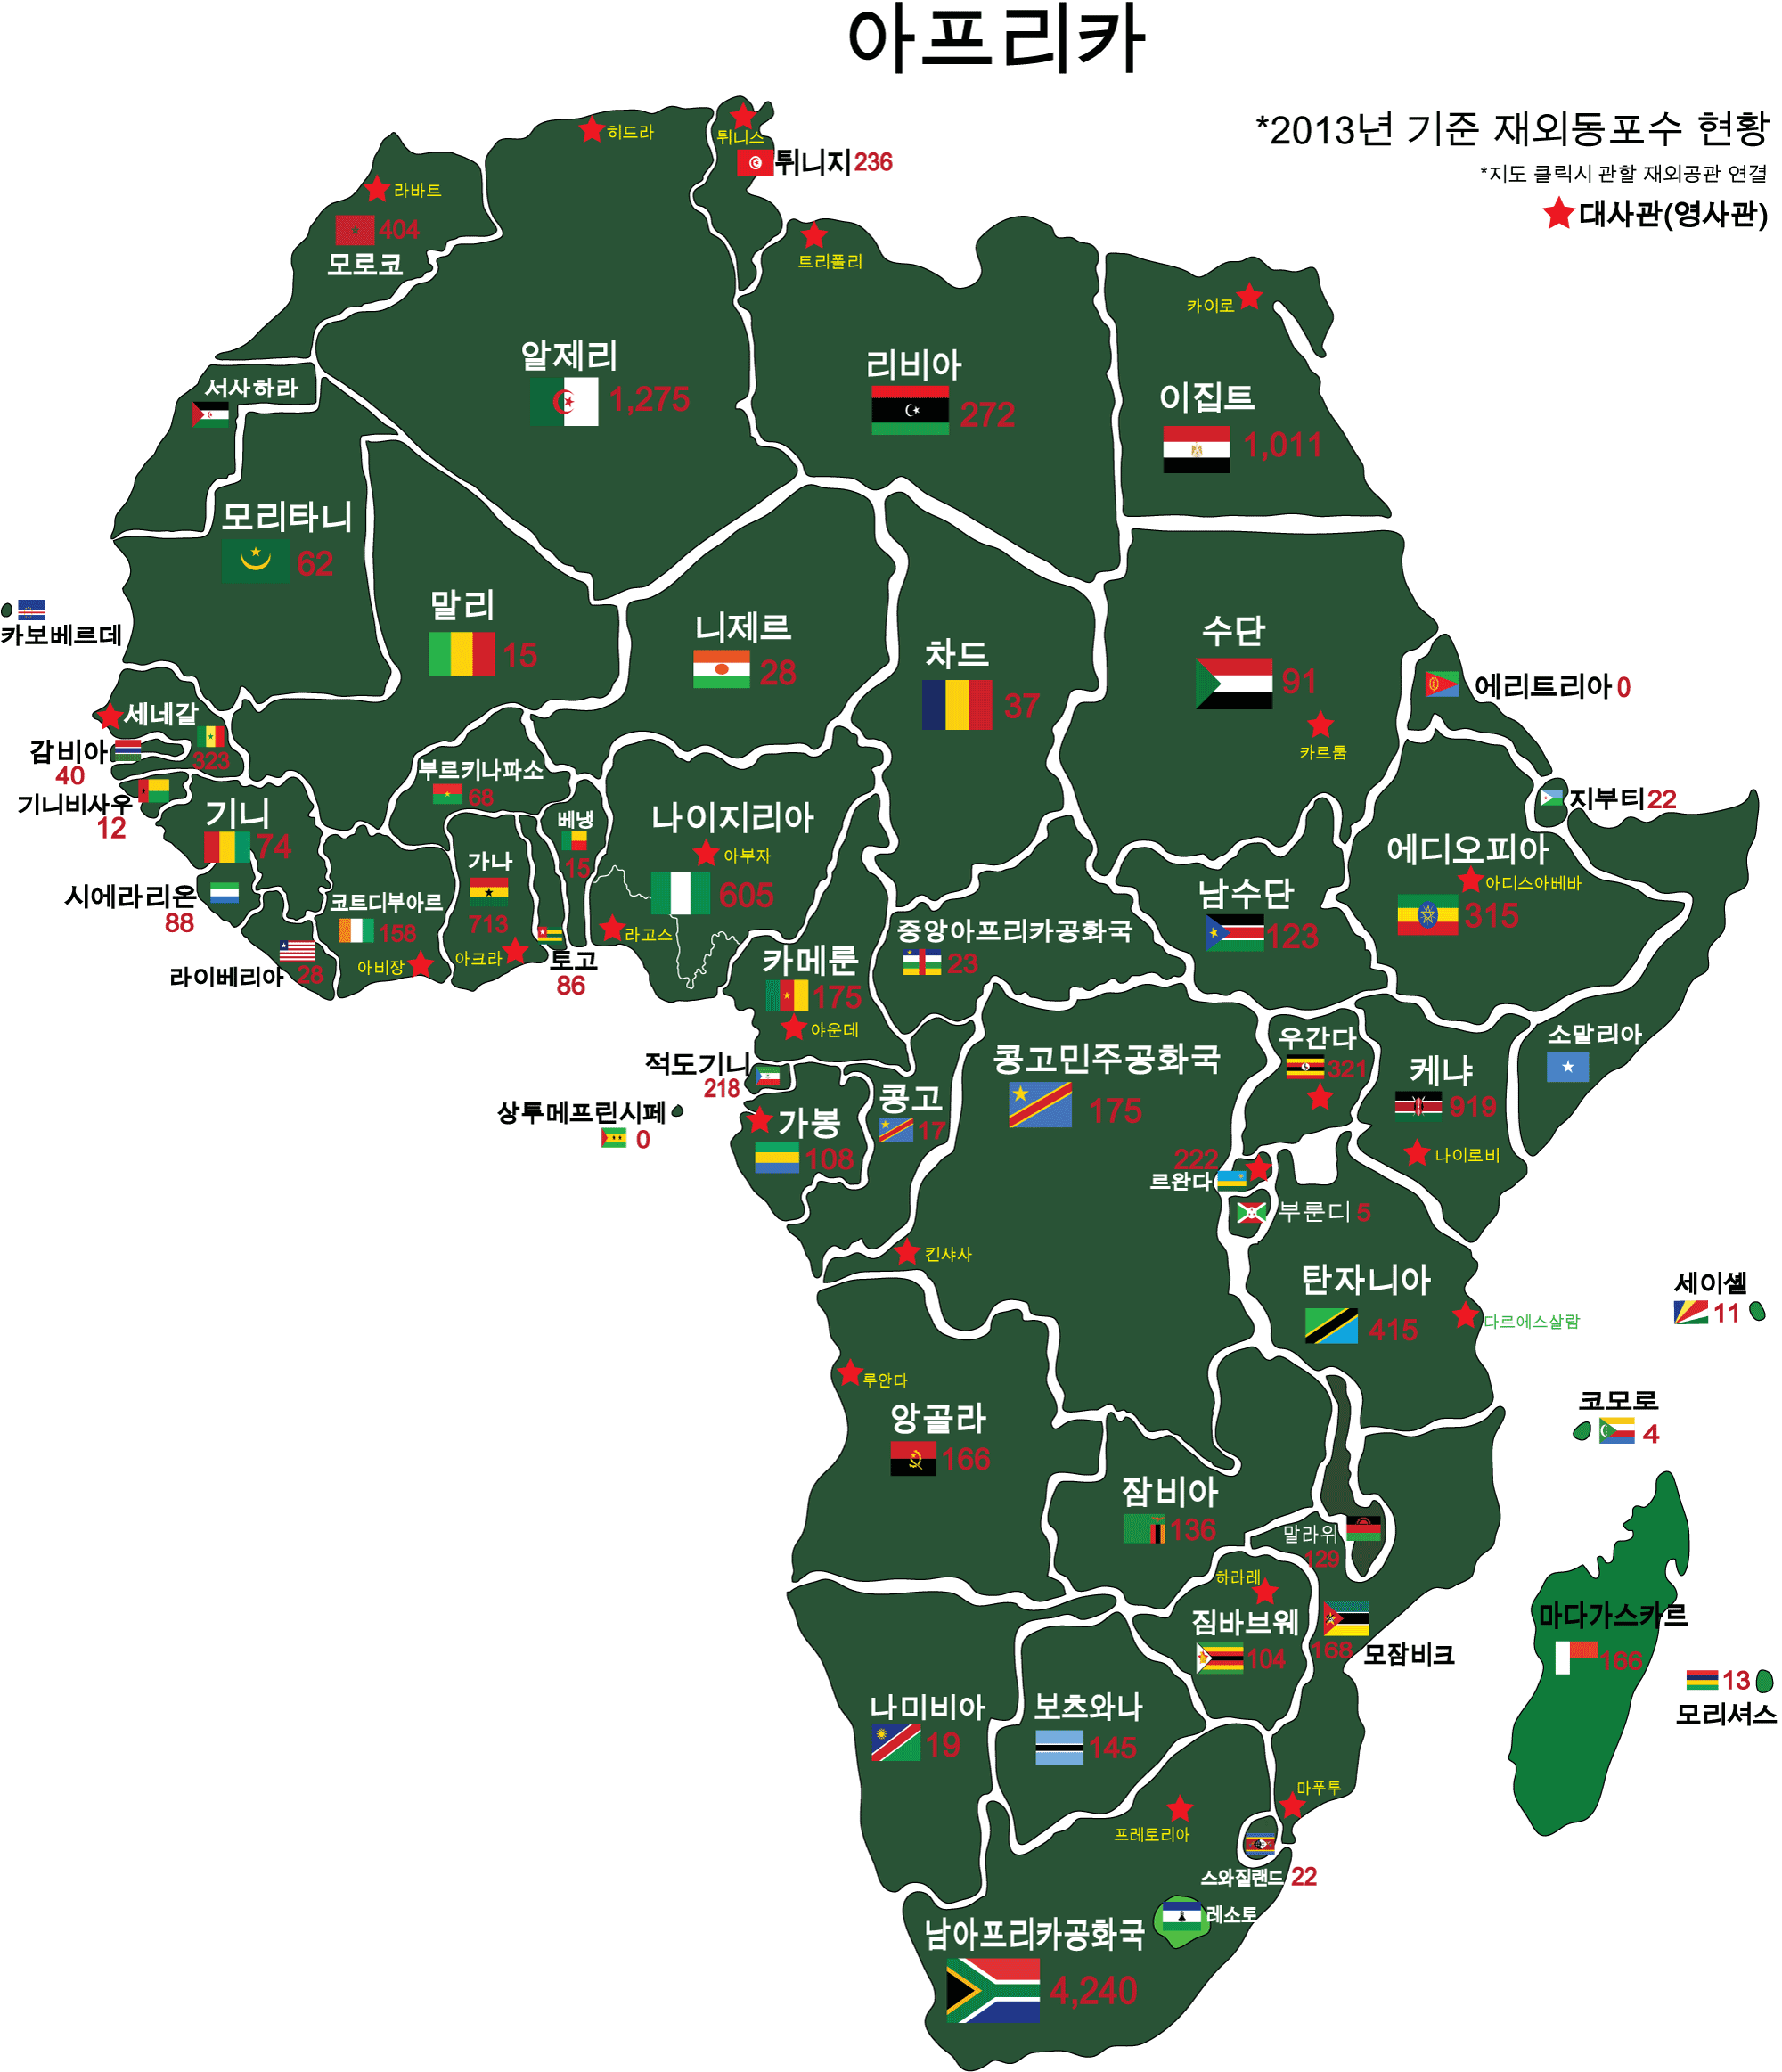 아프리카
*2013년 기준 재외동포수 현황
*지도 클릭시 관할 재외공관 연결
대사관(영사관)
히드라
튀니스
튀니지 236
라바트
404
모로코
트리폴리
카이로
알제리
1,275
리비아
272
이집트
1,011
서사하라
모리타니
62
카보베르데
말리
15
니제르
28
차드
37
수단
91
카르툼
에리트리아 0
세네갈
323
감비아
40
기니비사우
12
기니
74
부르키나파소
68
베냉
15
나이지리아
아부자
605
라고스
지부티 22
에디오피아
아디스아베바
315
시에라리온
88
라이베리아 28
코트디부아르
158
아비장
가나
713
아크라
토고
86
카메룬
175
야운데
중앙아프리카공화국
23
남수단
123
소말리아
적도기니
218
상투메프린시페
0
가봉
108
콩고
17
콩고민주공화국
175
우간다
321
케냐
919
나이로비
222
르완다
부룬디 5
킨샤사
탄자니아
415
다르에스살람
세이셸
11
루안다
앙골라
166
코모로
4
잠비아
136
말라위
129
하라레
짐바브웨
104
168 모잠비크
마다가스카르
166
13
모리셔스
나미비아
19
보츠와나
145
마푸투
프레토리아
스와질랜드 22
레소토
남아프리카공화국
4,240